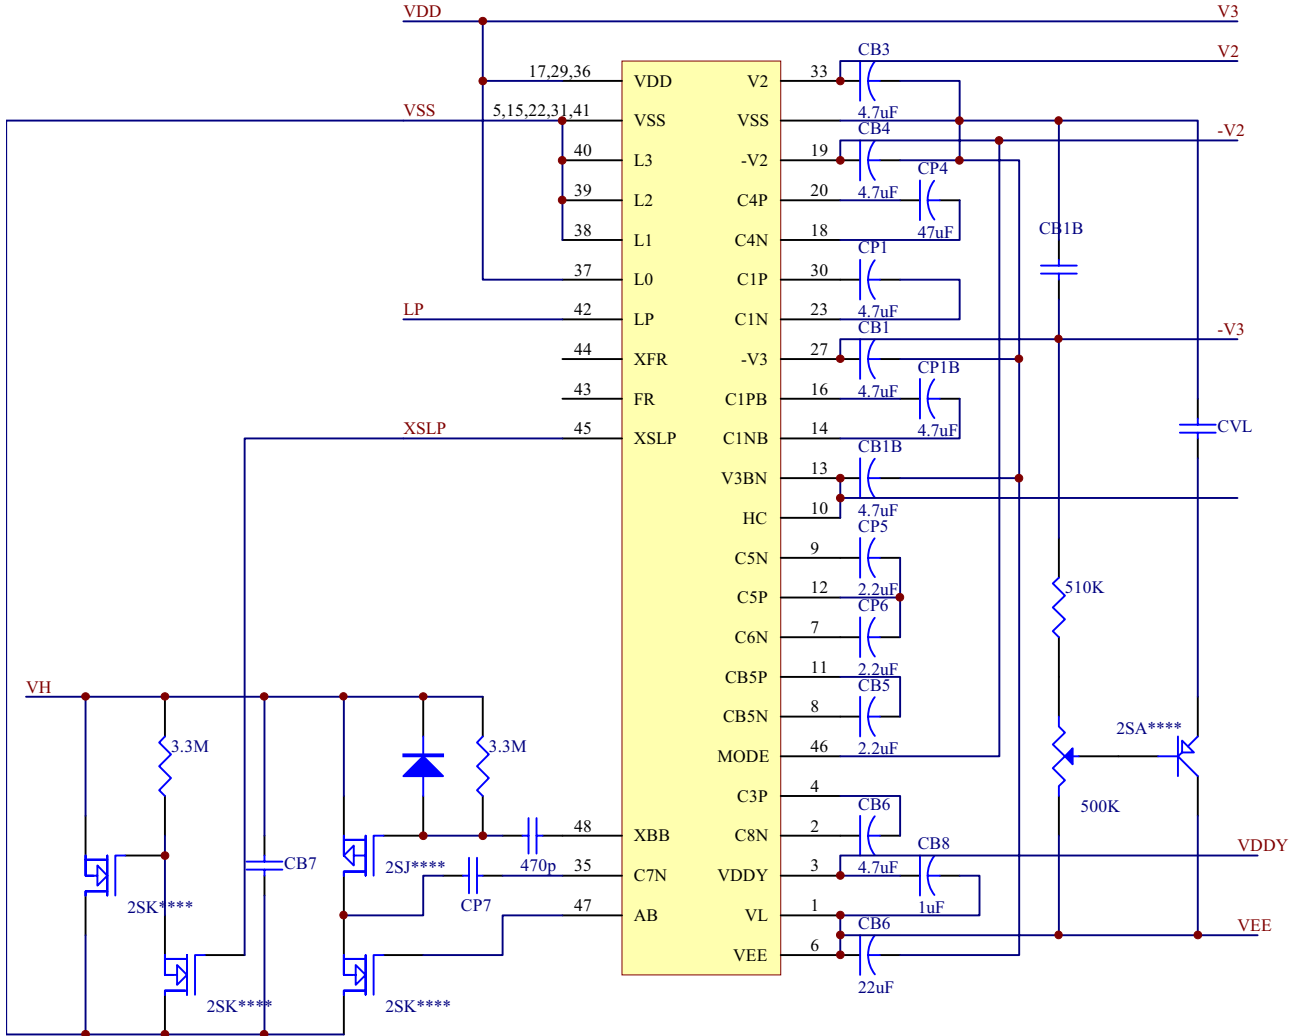 VDD
V3
V2
CB3
17,29,36
VDD
V2
33
4.7uF
VSS
5,15,22,31,41
VSS
VSS
CB4
-V2
40
L3
-V2
19
4.7uF
CP4
39
L2
C4P
20
47uF
38
L1
C4N
18
CP1
CB1B
37
L0
C1P
30
4.7uF
LP
42
LP
C1N
23
CB1
-V3
44
XFR
-V3
27
4.7uF
CP1B
43
FR
C1PB
16
4.7uF
XSLP
45
XSLP
C1NB
14
CB1B
CVL
V3BN
13
4.7uF
HC
10
CP5
C5N
9
2.2uF
510K
C5P
12
CP6
C6N
7
2.2uF
CB5P
11
CB5
VH
CB5N
8
2.2uF
2SA****
3.3M
3.3M
MODE
46
500K
C3P
4
CB6
48
XBB
C8N
2
4.7uF
CB8
VDDY
CB7
2SJ****
470p
35
C7N
VDDY
3
1uF
2SK****
CP7
47
AB
VL
1
CB6
VEE
VEE
6
22uF
2SK****
2SK****